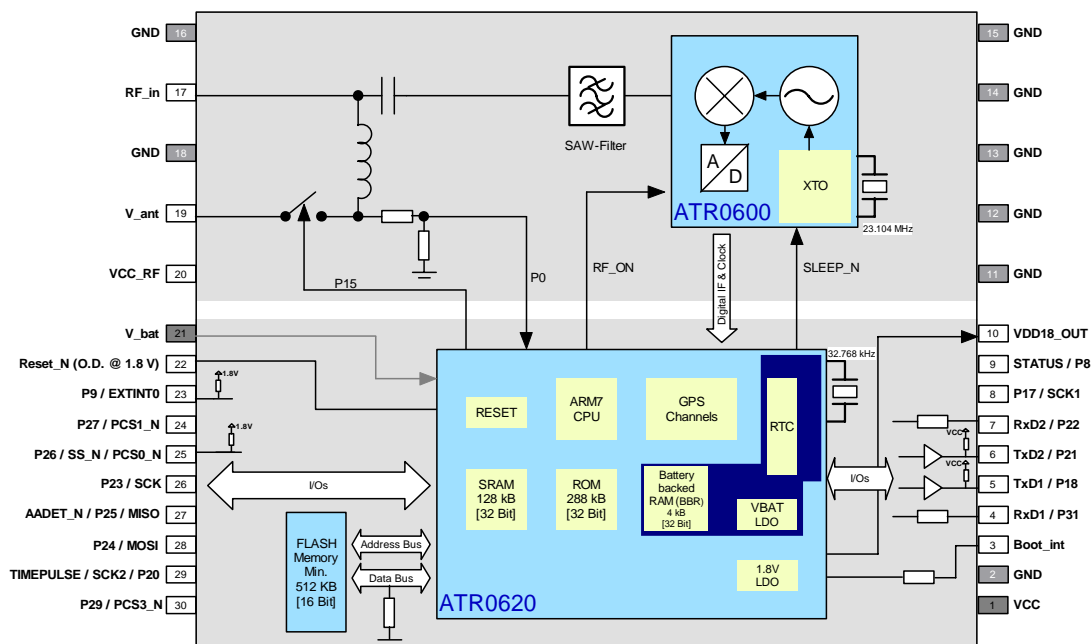 GND 16
15 GND
RF_in 17
14 GND
SAW-Filter
A
D
XTO
ATR0600
23.104 MHz
GND 18
13 GND
V_ant 19
12 GND
VCC_RF 20
11 GND
P15
P0
RF_ON
Digital IF & Clock
SLEEP_N
V_bat 21
10 VDD18_OUT
Reset_N (O.D. @ 1.8 V) 22
9 STATUS / P8
32.768 kHz
1.8V
P9 / EXTINT0 23
8 P17 / SCK1
P27 / PCS1_N 24
7 RxD2 / P22
1.8V
VCC
P26 / SS_N / PCS0_N 25
6 TxD2 / P21
VCC
P23 / SCK 26
5 TxD1 / P18
AADET_N / P25 / MISO 27
4 RxD1 / P31
P24 / MOSI 28
3 Boot_int
TIMEPULSE / SCK2 / P20 29
2 GND
P29 / PCS3_N 30
1 VCC
RESET
ARM7
CPU
GPS
Channels
RTC
I/Os
I/Os
SRAM
128 kB
[32 Bit]
ROM
288 kB
[32 Bit]
Battery
backed
RAM (BBR)
4 kB
[32 Bit]
VBAT
LDO
1.8V
LDO
FLASH
Memory
Min.
512 KB
[16 Bit]
Address Bus
Data Bus
ATR0620